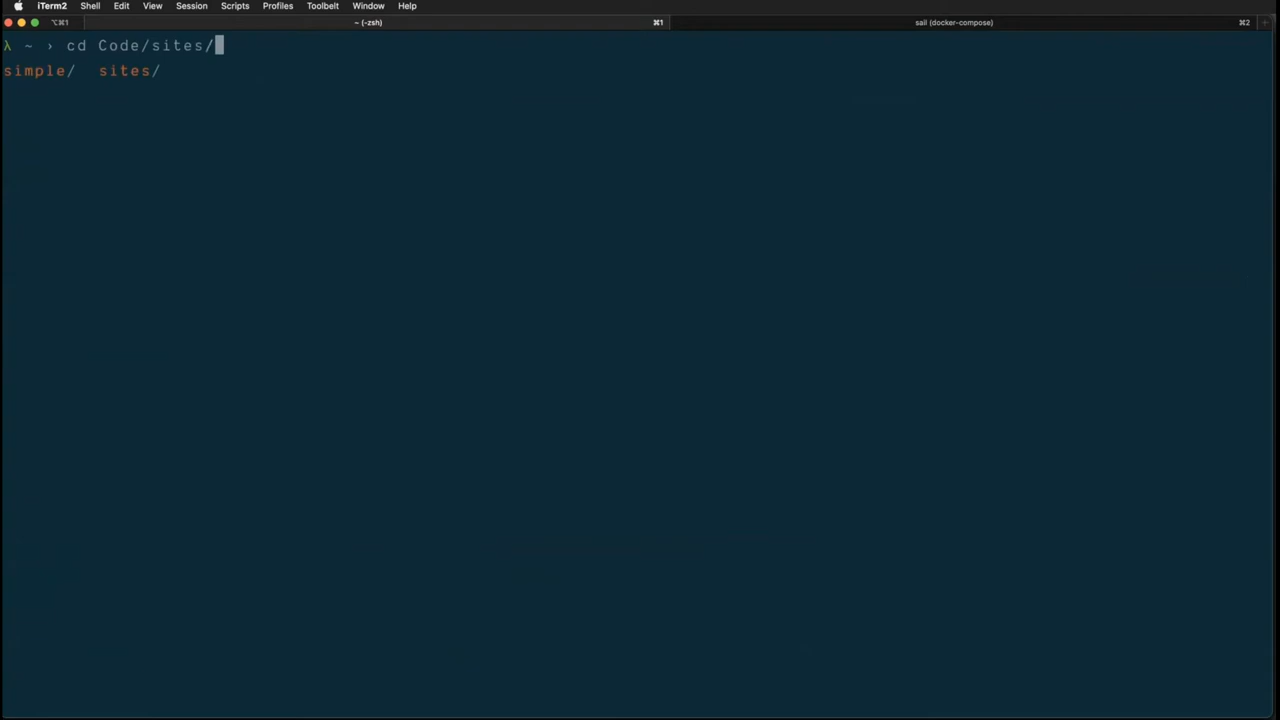 iTerm2 Shell Edit View Session Scripts Profiles Toolbelt Window Help
⌥⌘1 ~ (-zsh) ⌘1 sail (docker-compose) ⌘2 +
λ ~ › cd Code/sites/
simple/ sites/